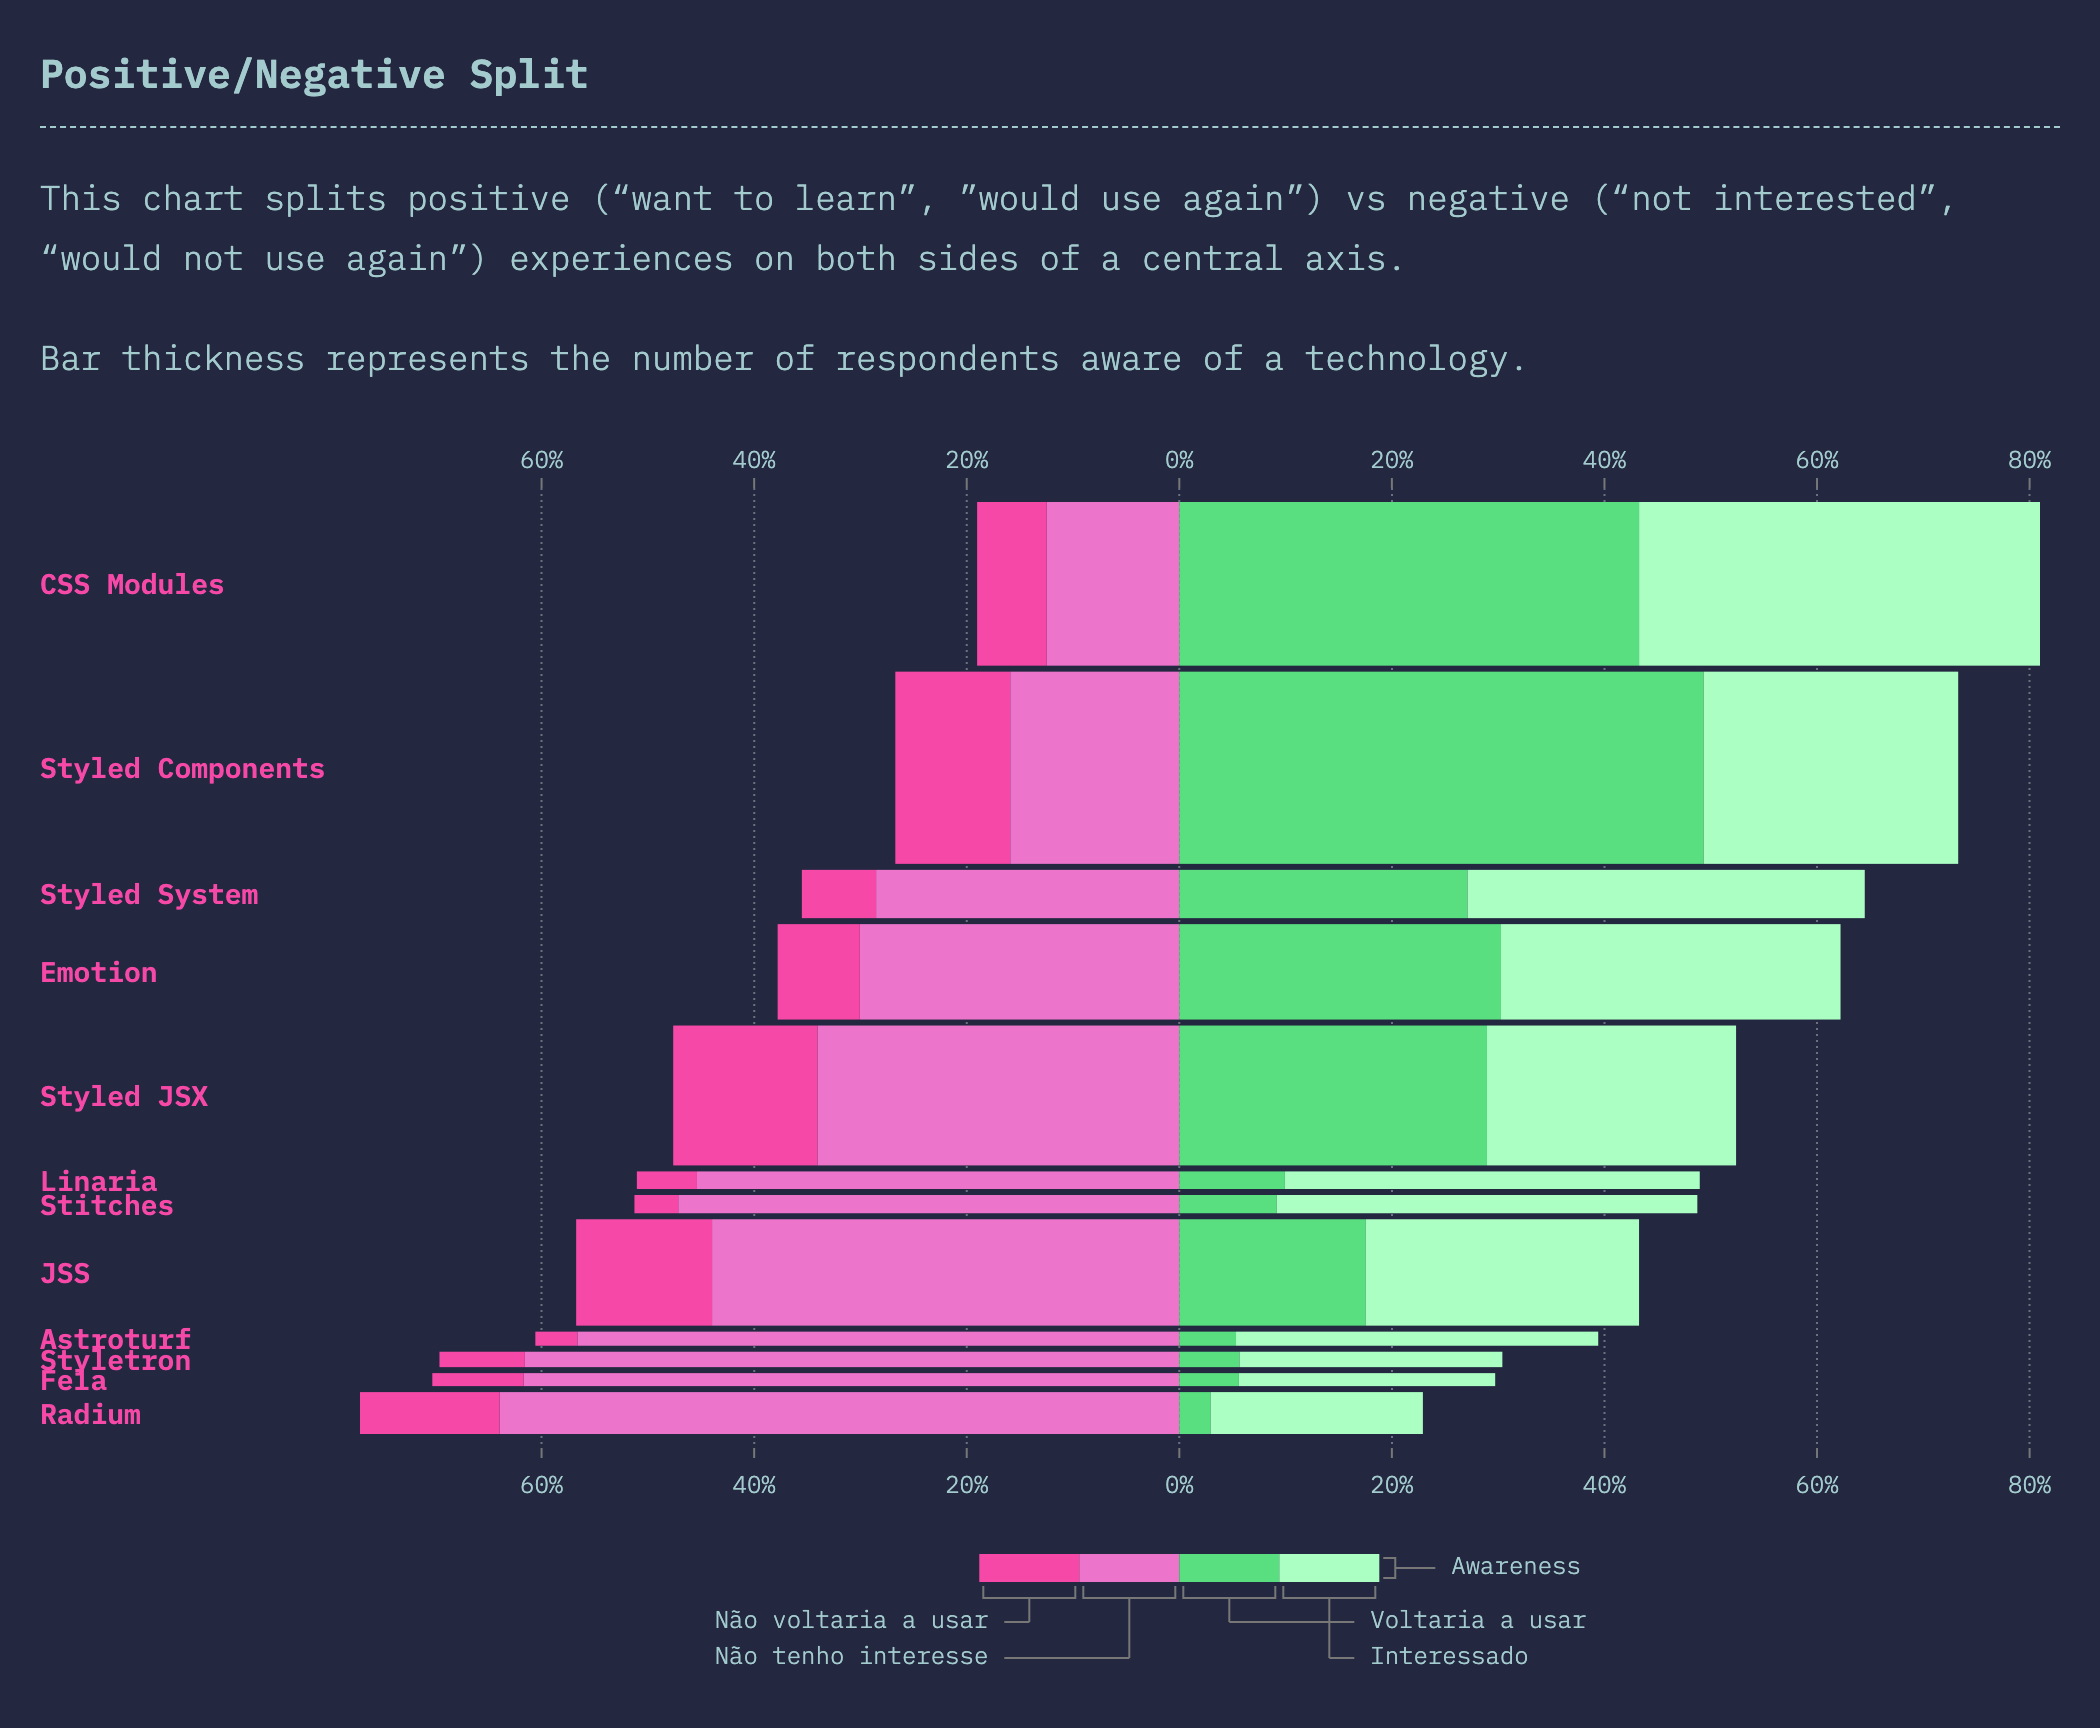 Positive/Negative Split
This chart splits positive (“want to learn”, ”would use again”) vs negative (“not interested”,
“would not use again”) experiences on both sides of a central axis.
Bar thickness represents the number of respondents aware of a technology.
60% 40% 20% 0% 20% 40% 60% 80%
CSS Modules
Styled Components
Styled System
Emotion
Styled JSX
Linaria
Stitches
JSS
Astroturf
Styletron
Fela
Radium
60% 40% 20% 0% 20% 40% 60% 80%
Awareness
Não voltaria a usar
Voltaria a usar
Não tenho interesse
Interessado